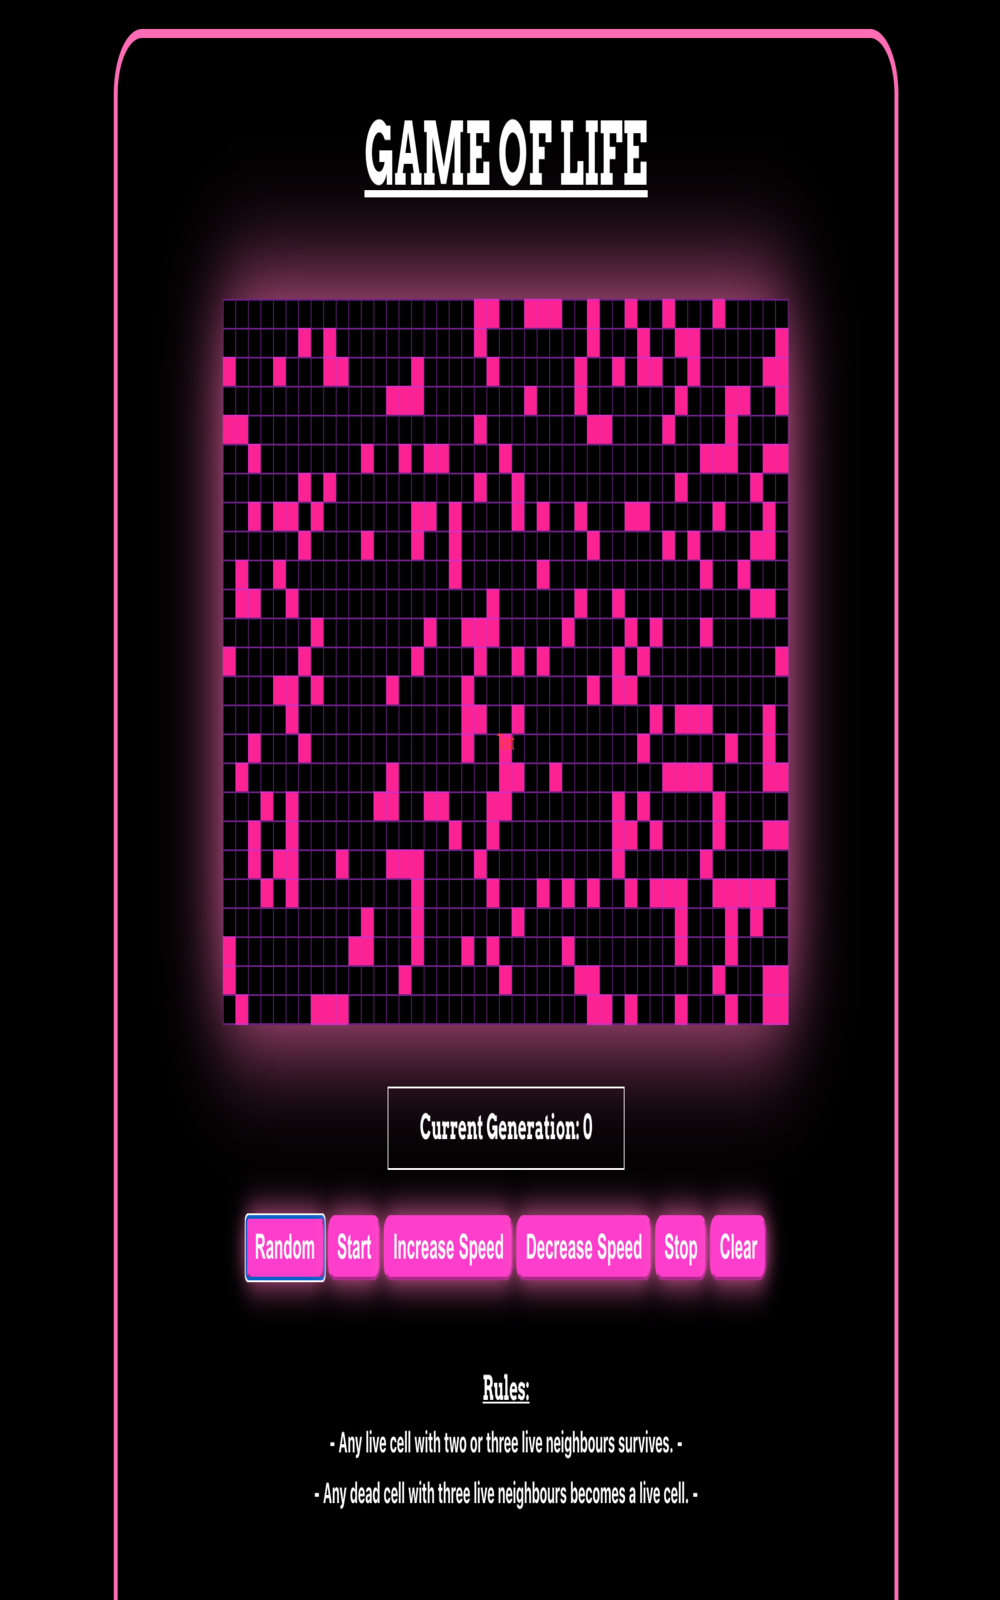 GAME OF LIFE
Current Generation: 0
Random Start Increase Speed Decrease Speed Stop Clear
Rules:
- Any live cell with two or three live neighbours survives. -
- Any dead cell with three live neighbours becomes a live cell. -